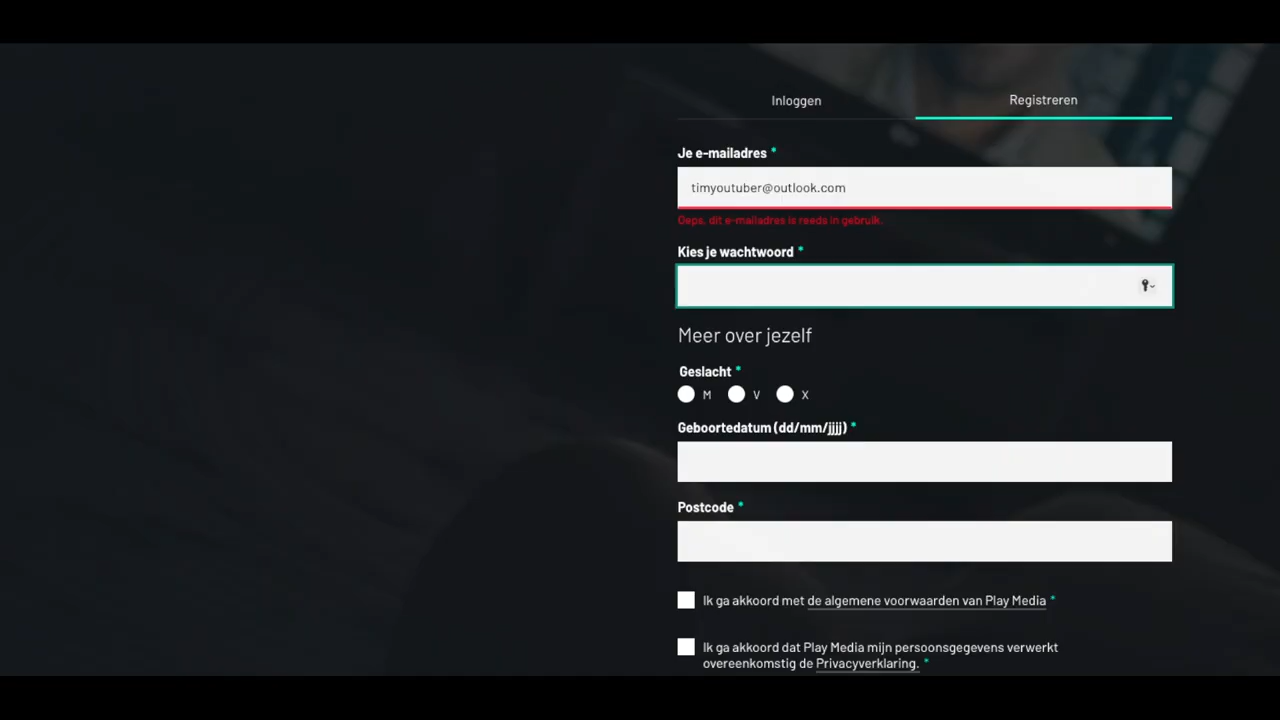 Inloggen
Registreren
Je e-mailadres *
timyoutuber@outlook.com
Oeps, dit e-mailadres is reeds in gebruik.
Kies je wachtwoord *
Meer over jezelf
Geslacht *
M V X
Geboortedatum (dd/mm/jjjj) *
Postcode *
Ik ga akkoord met de algemene voorwaarden van Play Media *
Ik ga akkoord dat Play Media mijn persoonsgegevens verwerkt
overeenkomstig de Privacyverklaring. *